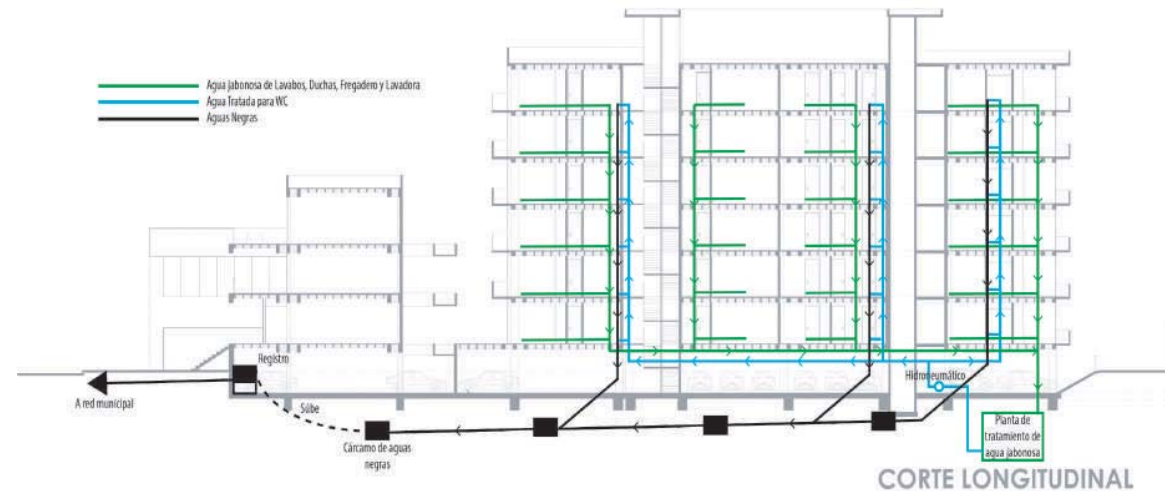 Agua Jabonosa de Lavabos, Duchas, Fregadero y Lavadora
Agua Tratada para WC
Aguas Negras
Registro
A red municipal
Súbe
Cárcamo de aguas
negras
Hidroneumático
Planta de
tratamiento de
agua jabonosa
CORTE LONGITUDINAL